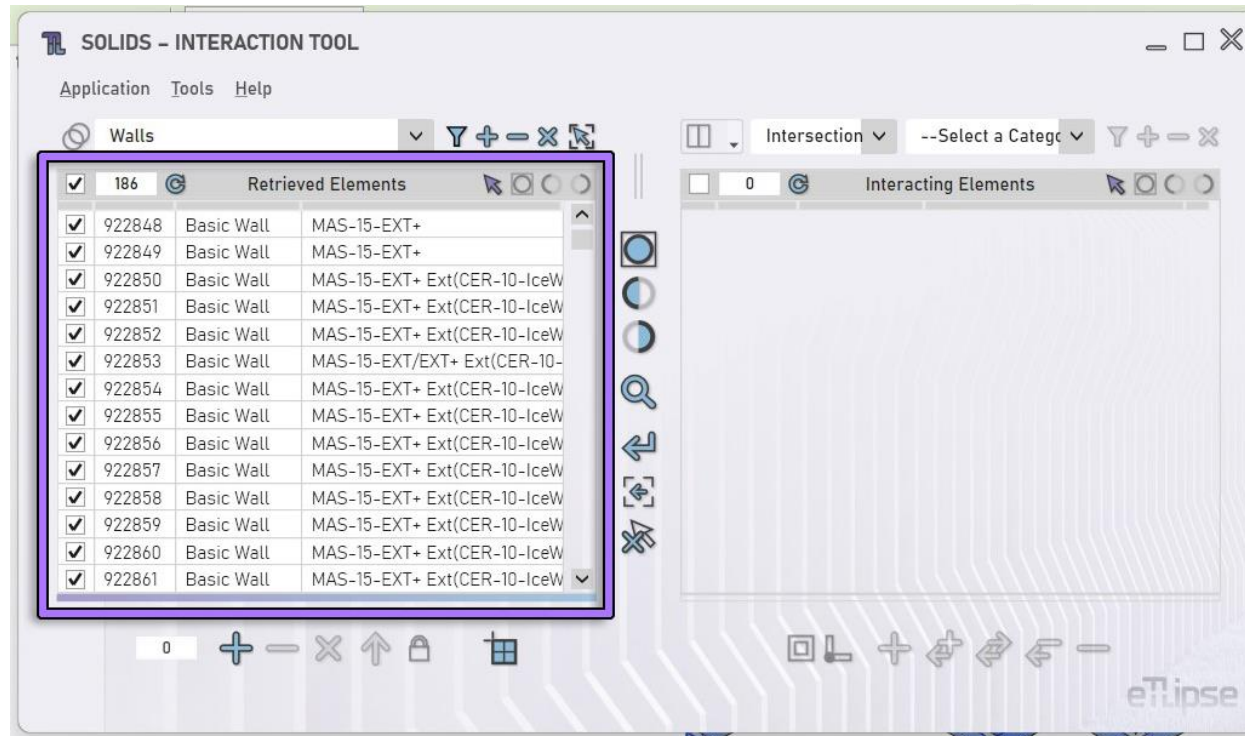 SOLIDS – INTERACTION TOOL
Application Tools Help
Walls
Intersection --Select a Catego
186 Retrieved Elements
0 Interacting Elements
922848 Basic Wall MAS-15-EXT+
922849 Basic Wall MAS-15-EXT+
922850 Basic Wall MAS-15-EXT+ Ext(CER-10-IceW
922851 Basic Wall MAS-15-EXT+ Ext(CER-10-IceW
922852 Basic Wall MAS-15-EXT+ Ext(CER-10-IceW
922853 Basic Wall MAS-15-EXT/EXT+ Ext(CER-10-
922854 Basic Wall MAS-15-EXT+ Ext(CER-10-IceW
922855 Basic Wall MAS-15-EXT+ Ext(CER-10-IceW
922856 Basic Wall MAS-15-EXT+ Ext(CER-10-IceW
922857 Basic Wall MAS-15-EXT+ Ext(CER-10-IceW
922858 Basic Wall MAS-15-EXT+ Ext(CER-10-IceW
922859 Basic Wall MAS-15-EXT+ Ext(CER-10-IceW
922860 Basic Wall MAS-15-EXT+ Ext(CER-10-IceW
922861 Basic Wall MAS-15-EXT+ Ext(CER-10-IceW
0
eTLipse